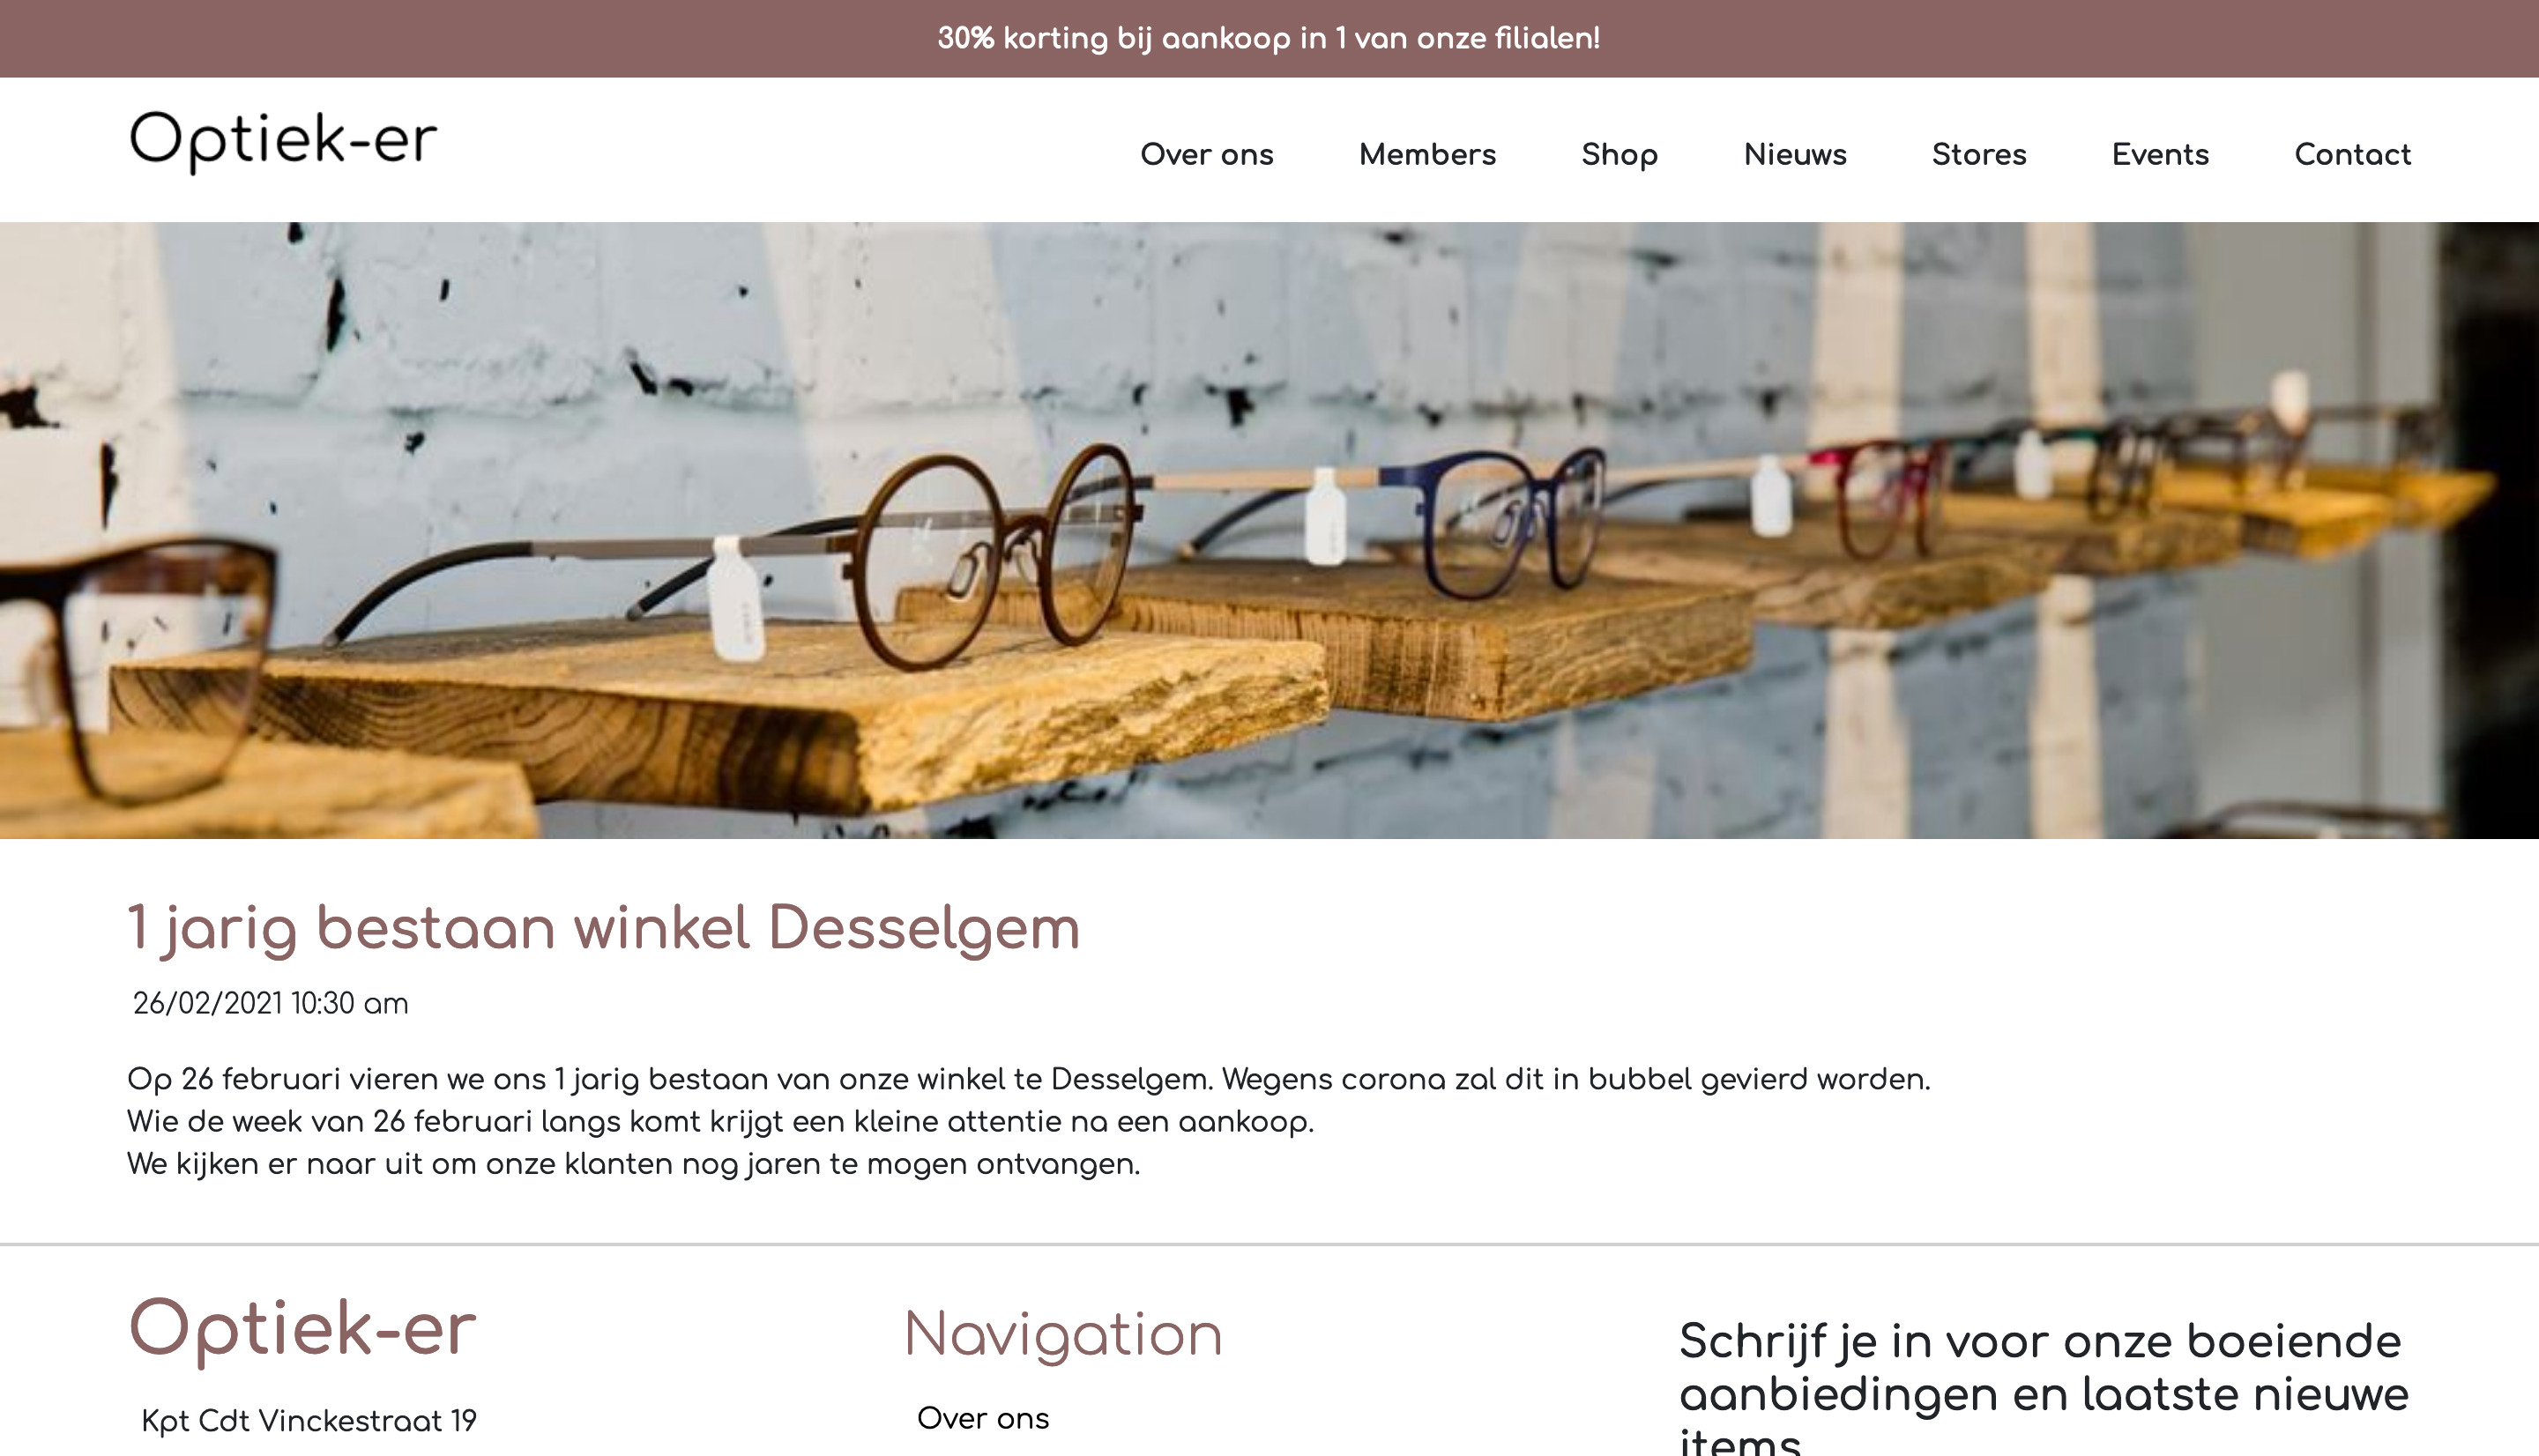 30% korting bij aankoop in 1 van onze filialen!
Optiek-er
Over ons
Members
Shop
Nieuws
Stores
Events
Contact
1 jarig bestaan winkel Desselgem
26/02/2021 10:30 am
Op 26 februari vieren we ons 1 jarig bestaan van onze winkel te Desselgem. Wegens corona zal dit in bubbel gevierd worden.
Wie de week van 26 februari langs komt krijgt een kleine attentie na een aankoop.
We kijken er naar uit om onze klanten nog jaren te mogen ontvangen.
Optiek-er
Kpt Cdt Vinckestraat 19
Navigation
Over ons
Schrijf je in voor onze boeiende
aanbiedingen en laatste nieuwe
items